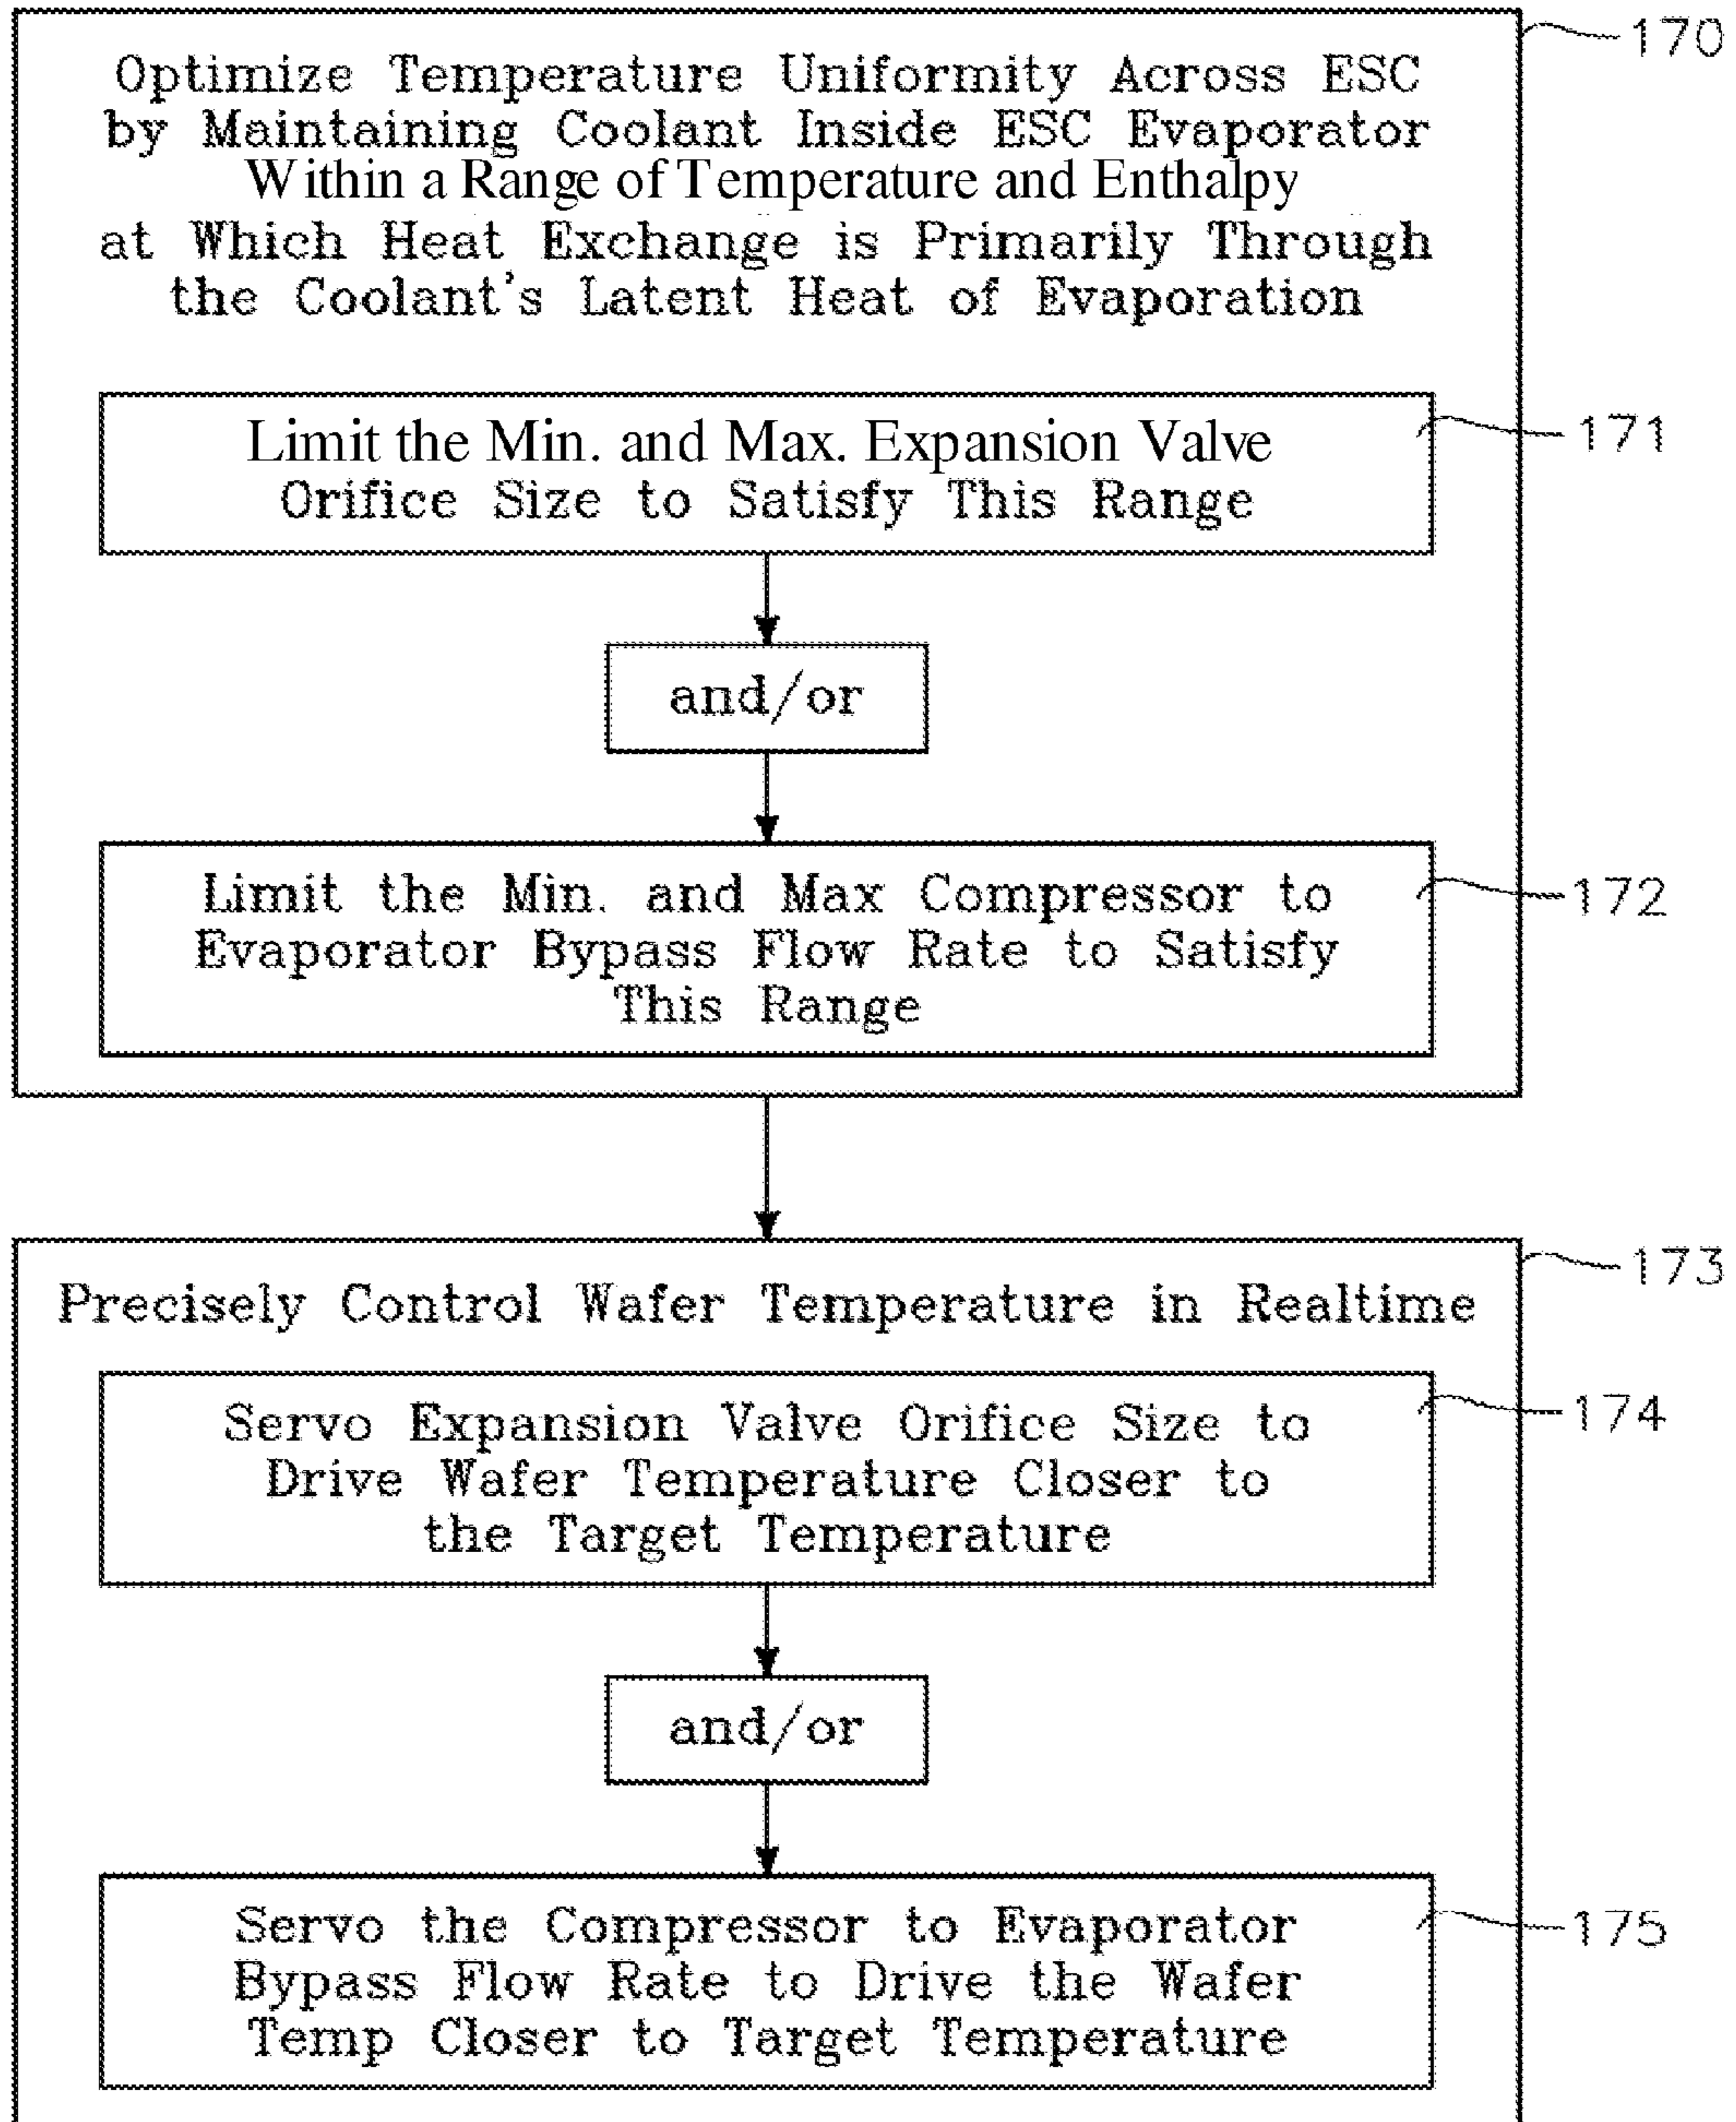 170
Optimize Temperature Uniformity Across ESC
by Maintaining Coolant Inside ESC Evaporator
Within a Range of Temperature and Enthalpy
at Which Heat Exchange is Primarily Through
the Coolant's Latent Heat of Evaporation
Limit the Min. and Max. Expansion Valve
Orifice Size to Satisfy This Range
171
and/or
Limit the Min. and Max Compressor to
Evaporator Bypass Flow Rate to Satisfy
This Range
172
173
Precisely Control Wafer Temperature in Realtime
Servo Expansion Valve Orifice Size to
Drive Wafer Temperature Closer to
the Target Temperature
174
and/or
Servo the Compressor to Evaporator
Bypass Flow Rate to Drive the Wafer
Temp Closer to Target Temperature
175